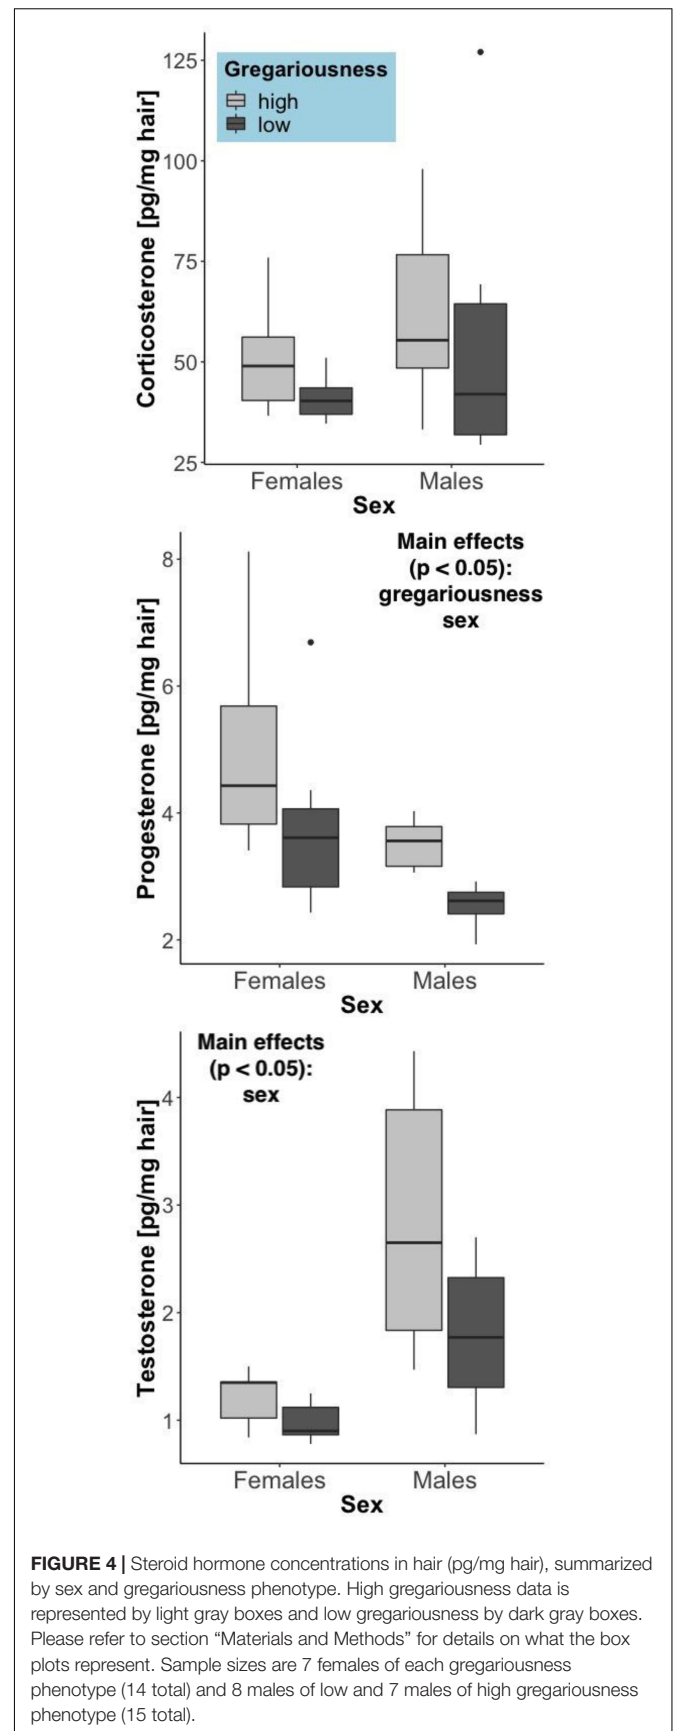 Corticosterone [pg/mg hair]
125
100
75
50
25
Gregariousness
high
low
Females
Males
Sex
Progesterone [pg/mg hair]
8
6
4
2
Main effects
(p < 0.05):
gregariousness
sex
Females
Males
Sex
Testosterone [pg/mg hair]
4
3
2
1
Main effects
(p < 0.05):
sex
Females
Males
Sex
FIGURE 4 | Steroid hormone concentrations in hair (pg/mg hair), summarized
by sex and gregariousness phenotype. High gregariousness data is
represented by light gray boxes and low gregariousness by dark gray boxes.
Please refer to section “Materials and Methods” for details on what the box
plots represent. Sample sizes are 7 females of each gregariousness
phenotype (14 total) and 8 males of low and 7 males of high gregariousness
phenotype (15 total).